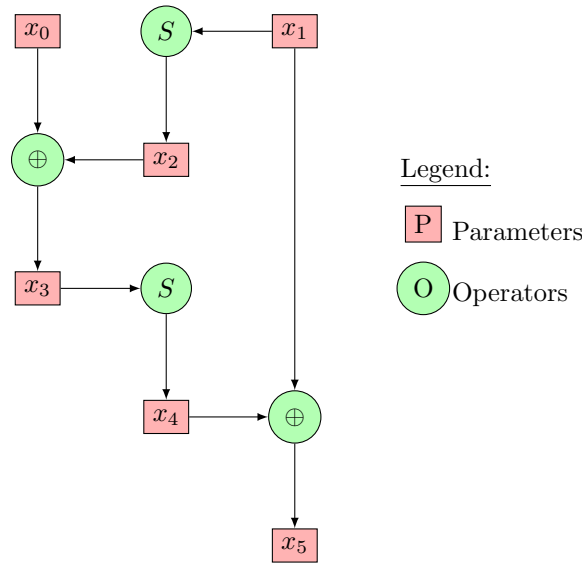 x₀ S x₁
⊕ x₂
Legend:
P Parameters
x₃ S O Operators
x₄ ⊕
x₅